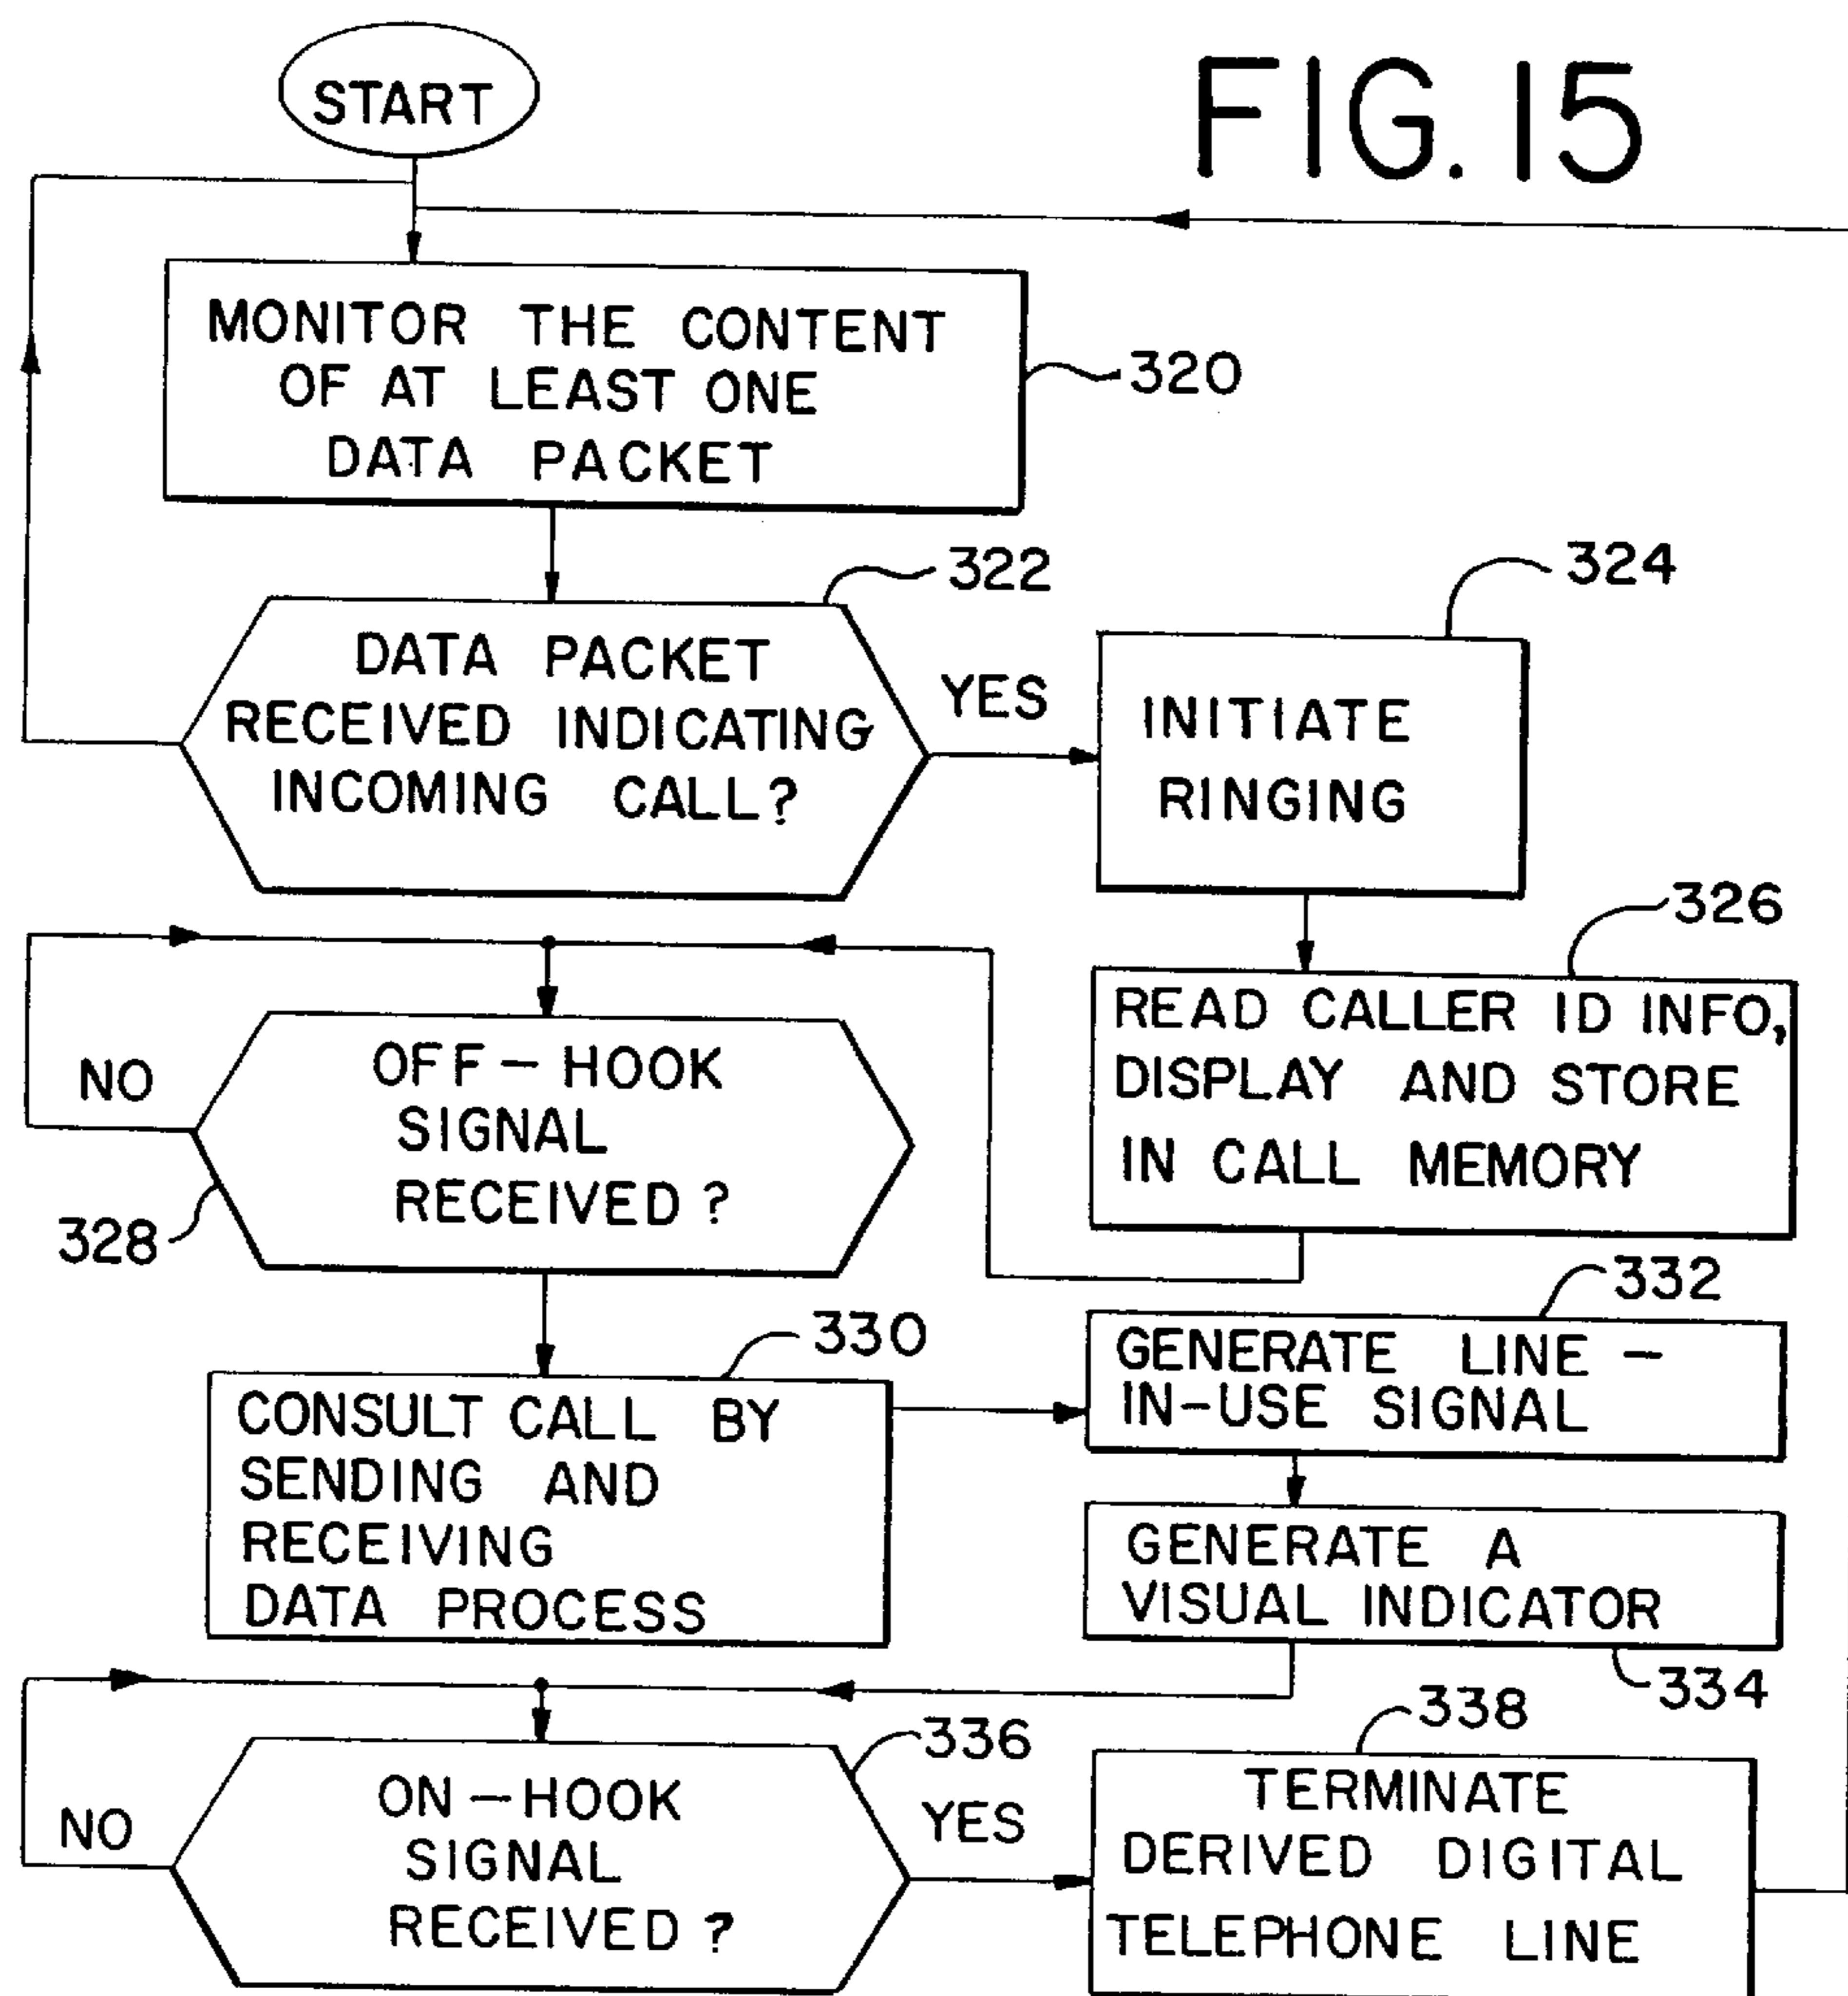 START
FIG. 15
MONITOR THE CONTENT
OF AT LEAST ONE
DATA PACKET
320
322
DATA PACKET
RECEIVED INDICATING
INCOMING CALL?
YES
324
INITIATE
RINGING
326
READ CALLER ID INFO,
DISPLAY AND STORE
IN CALL MEMORY
NO
OFF-HOOK
SIGNAL
RECEIVED?
328
330
CONSULT CALL BY
SENDING AND
RECEIVING
DATA PROCESS
332
GENERATE LINE-
IN-USE SIGNAL
GENERATE A
VISUAL INDICATOR
334
336
NO
ON-HOOK
SIGNAL
RECEIVED?
YES
338
TERMINATE
DERIVED DIGITAL
TELEPHONE LINE